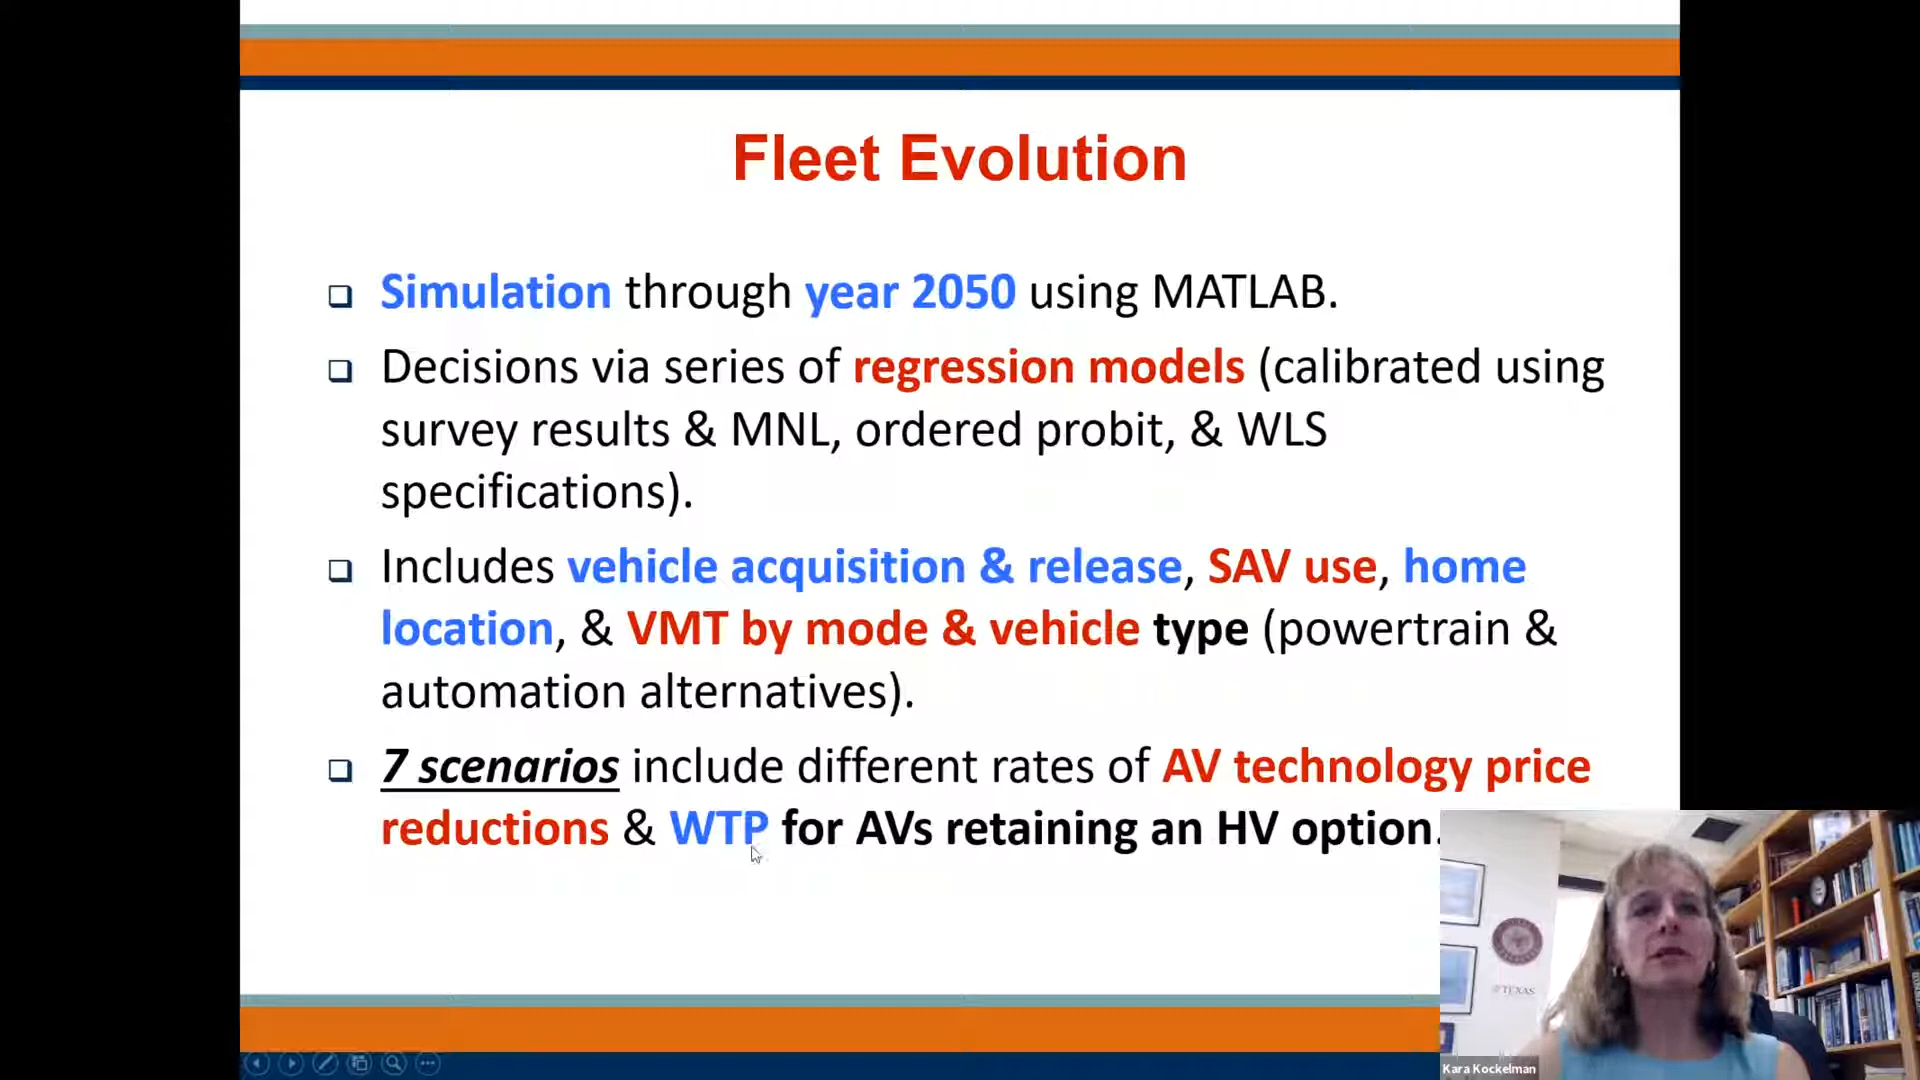 Fleet Evolution
Simulation through year 2050 using MATLAB.
Decisions via series of regression models (calibrated using
survey results & MNL, ordered probit, & WLS
specifications).
Includes vehicle acquisition & release, SAV use, home
location, & VMT by mode & vehicle type (powertrain &
automation alternatives).
7 scenarios include different rates of AV technology price
reductions & WTP for AVs retaining an HV option.
TEXAS
Kara Kockelman